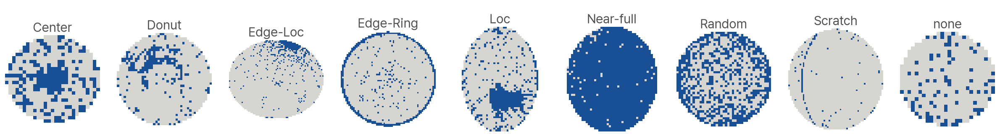 Center
Donut
Edge-Loc
Edge-Ring
Loc
Near-full
Random
Scratch
none